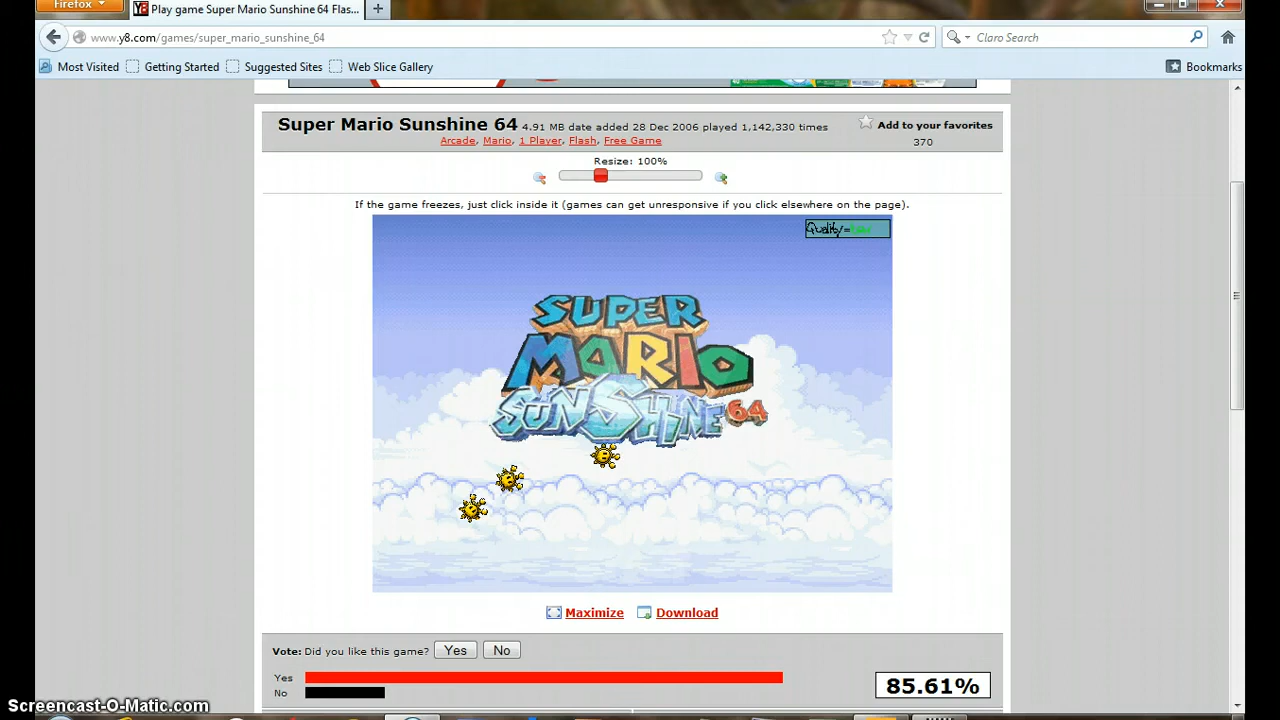 Firefox
Y8 Play game Super Mario Sunshine 64 Flas...
www.y8.com/games/super_mario_sunshine_64
Claro Search
Most Visited Getting Started Suggested Sites Web Slice Gallery Bookmarks
Super Mario Sunshine 64 4.91 MB date added 28 Dec 2006 played 1,142,330 times
Add to your favorites
Arcade, Mario, 1 Player, Flash, Free Game
370
Resize: 100%
If the game freezes, just click inside it (games can get unresponsive if you click elsewhere on the page).
Quality=
SUPER
MARIO
SUNSHINE 64
Maximize Download
Vote: Did you like this game? Yes No
Yes
No
85.61%
Screencast-O-Matic.com